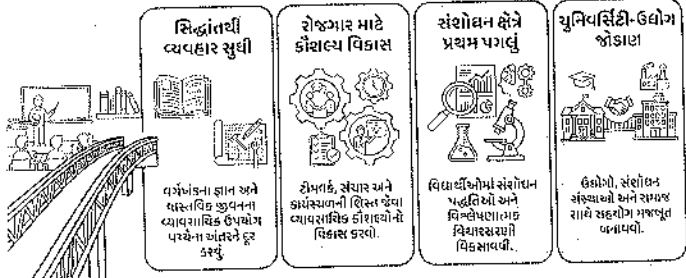 સિદ્ધાંતથી
વ્યવહાર સુધી
વર્ગખંડના જ્ઞાન અને
વાસ્તવિક જીવનના
વ્યાવસાયિક ઉપયોગ
વચ્ચેના અંતરને દૂર
કરવું.
રોજગાર માટે
કૌશલ્ય વિકાસ
ટીમવર્ક, સંચાર અને
કાર્યસ્થળની શિસ્ત જેવા
વ્યાવસાયિક કૌશલ્યોનો
વિકાસ કરવો.
સંશોધન ક્ષેત્રે
પ્રથમ પગલું
વિદ્યાર્થીઓમાં સંશોધન
પદ્ધતિઓ અને
વિશ્લેષણાત્મક
વિચારસરણી
વિકસાવવી.
યુનિવર્સિટી-ઉદ્યોગ
જોડાણ
ઉદ્યોગો, સંશોધન
સંસ્થાઓ અને સમાજ
સાથે સહયોગ મજબૂત
બનાવવો.